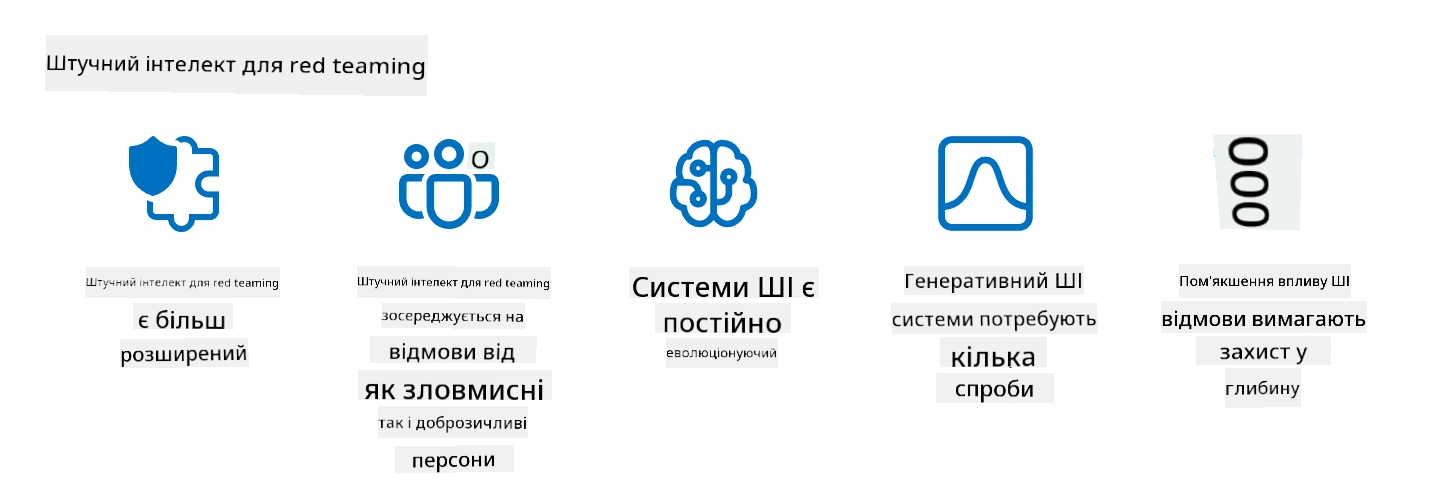 Штучний інтелект для red teaming
о
000
Штучний інтелект для red teaming
є більш
розширений
Штучний інтелект для red teaming
зосереджується на
відмови від
як зловмисні
так і доброзичливі
персони
Системи ШІ є
постійно
еволюціонуючий
Генеративний ШІ
системи потребують
кілька
спроби
Пом'якшення впливу ШІ
відмови вимагають
захист у
глибину